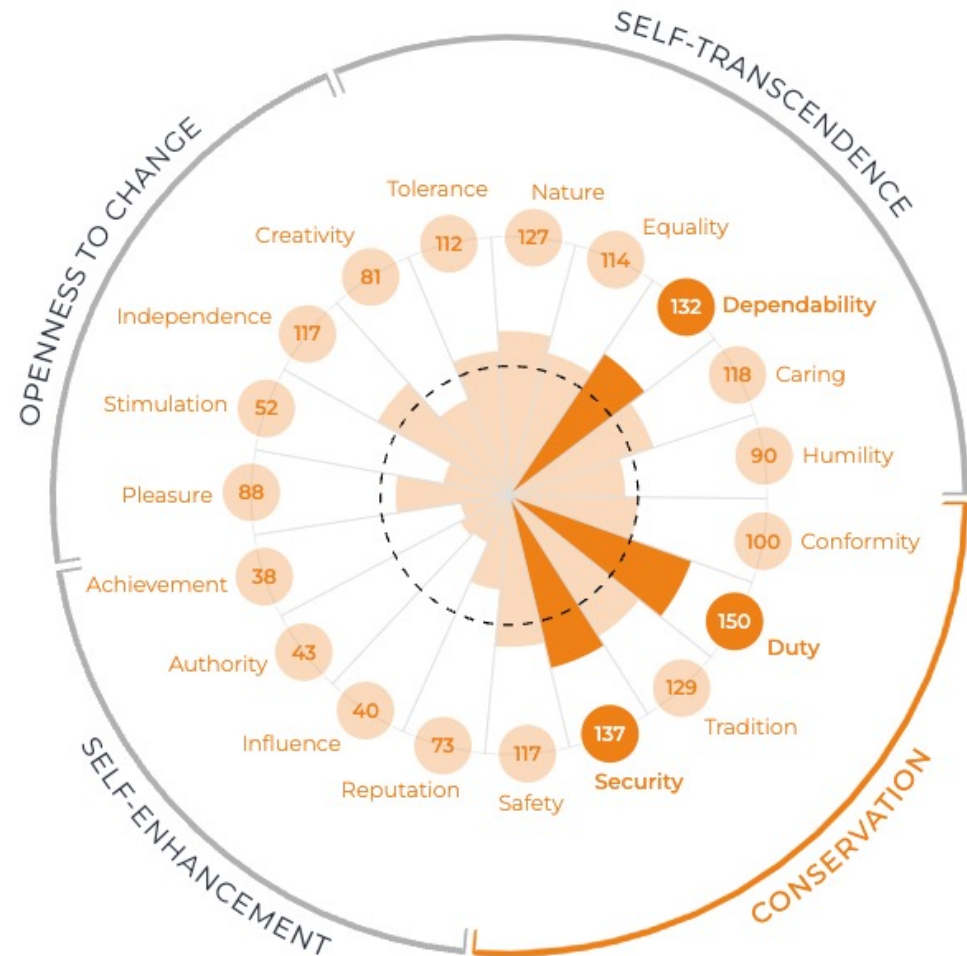 SELF-TRANSCENDENCE
OPENNESS TO CHANGE
SELF-ENHANCEMENT
CONSERVATION
Tolerance
112
Nature
127
Equality
114
Dependability
132
Caring
118
Humility
90
Conformity
100
Duty
150
Tradition
129
Security
137
Safety
117
Reputation
73
Influence
40
Authority
43
Achievement
38
Pleasure
88
Stimulation
52
Independence
117
Creativity
81